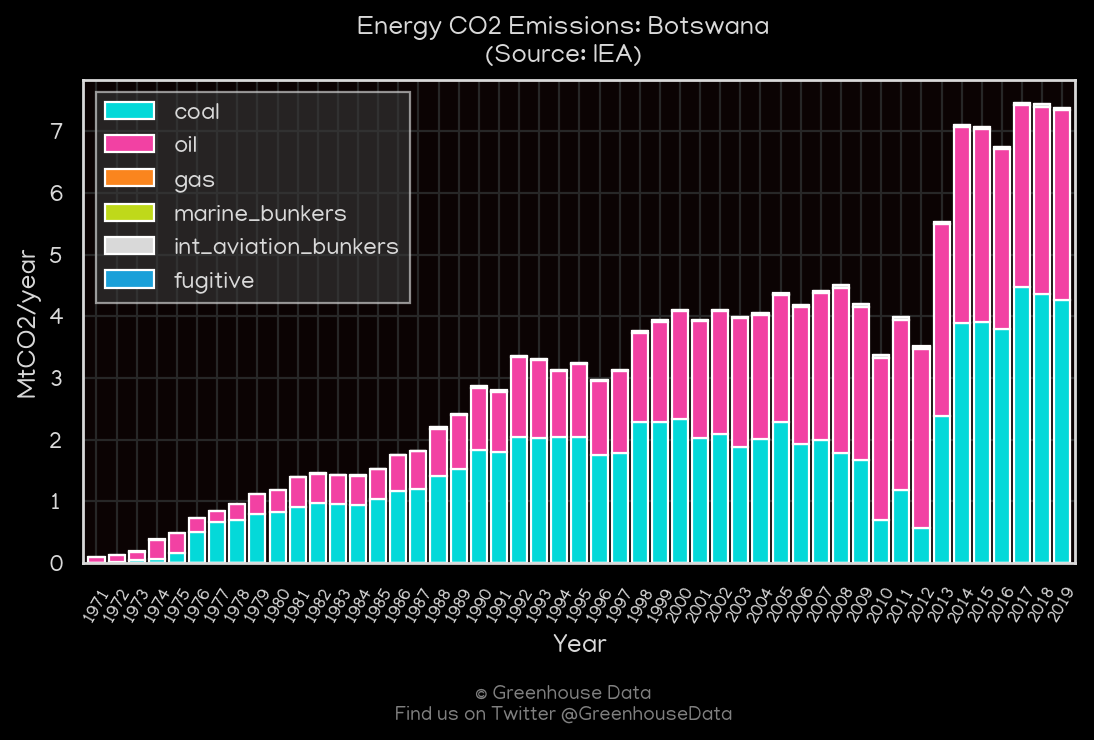 Energy CO2 Emissions: Botswana
(Source: IEA)
coal
oil
gas
marine_bunkers
int_aviation_bunkers
fugitive
MtCO2/year
7
6
5
4
3
2
1
0
1971 1972 1973 1974 1975 1976 1977 1978 1979 1980 1981 1982 1983 1984 1985 1986 1987 1988 1989 1990 1991 1992 1993 1994 1995 1996 1997 1998 1999 2000 2001 2002 2003 2004 2005 2006 2007 2008 2009 2010 2011 2012 2013 2014 2015 2016 2017 2018 2019
Year
© Greenhouse Data
Find us on Twitter @GreenhouseData